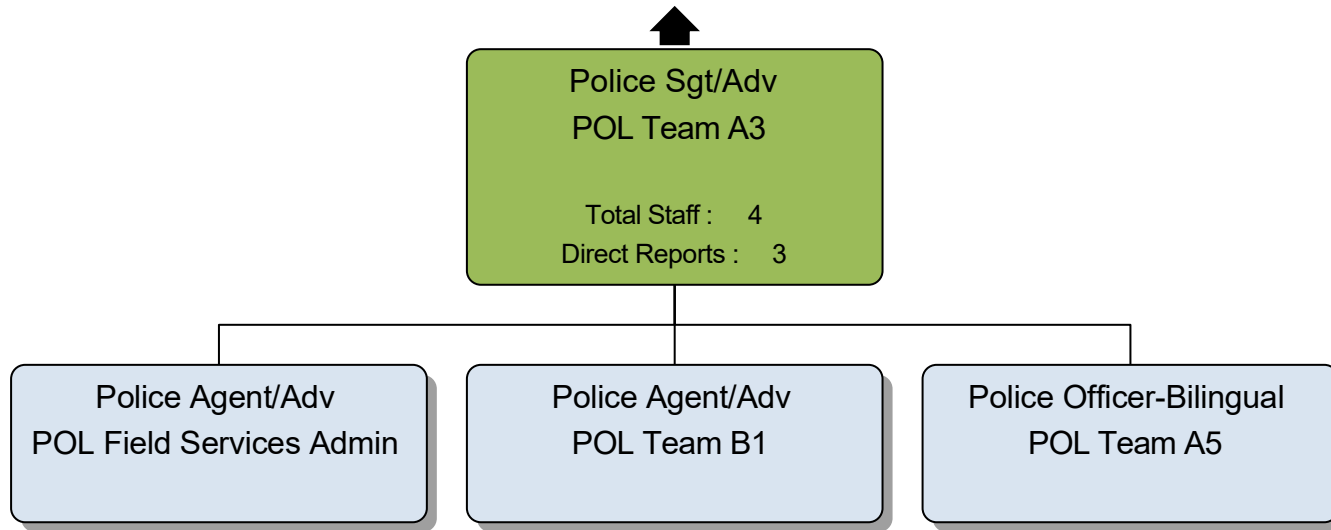 Police Sgt/Adv
POL Team A3
Total Staff : 4
Direct Reports : 3
Police Agent/Adv
POL Field Services Admin
Police Agent/Adv
POL Team B1
Police Officer-Bilingual
POL Team A5